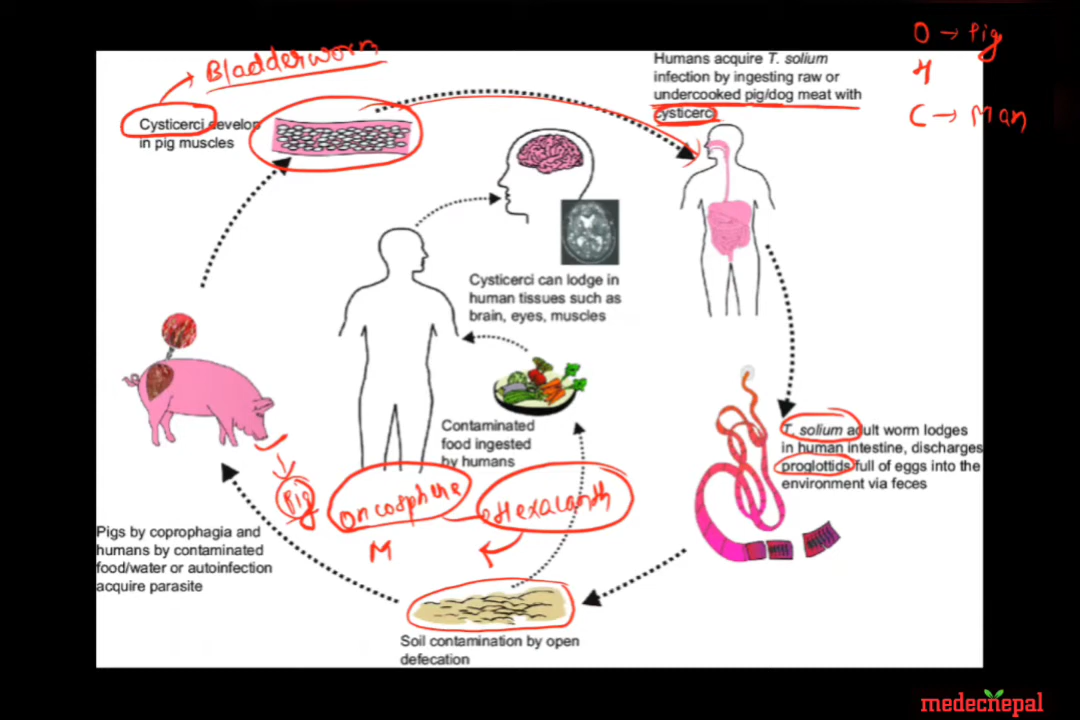 Bladderworm
O → Pig
H
C → Man
Cysticerci develop
in pig muscles
Humans acquire T. solium
infection by ingesting raw or
undercooked pig/dog meat with
cysticerci
Cysticerci can lodge in
human tissues such as
brain, eyes, muscles
Contaminated
food ingested
by humans
T. solium adult worm lodges
in human intestine, discharges
proglottids full of eggs into the
environment via feces
Pig
Oncosphere
Hexacanth
M
Pigs by coprophagia and
humans by contaminated
food/water or autoinfection
acquire parasite
Soil contamination by open
defecation
medecnepal